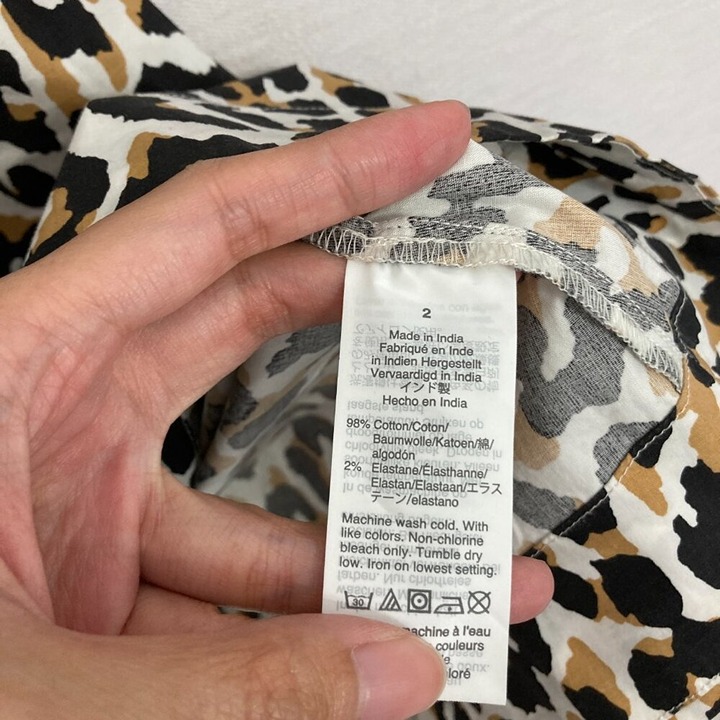 2
Made in India
Fabriqué en Inde
in Indien Hergestellt
Vervaardigd in India
インド製
Hecho en India
98% Cotton/Coton/
Baumwolle/Katoen/綿/
algodón
2% Elastane/Élasthanne/
Elastan/Elastaan/エラス
テーン/elastano
Machine wash cold. With
like colors. Non-chlorine
bleach only. Tumble dry
low. Iron on lowest setting.
30
machine à l'eau
couleurs